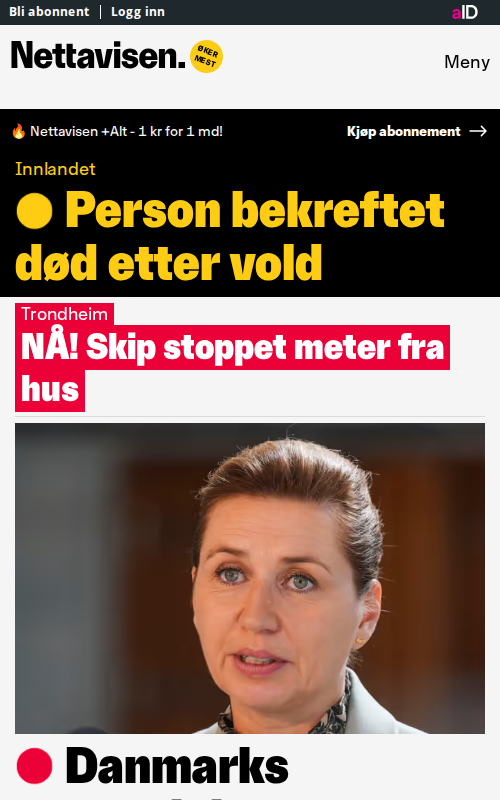 Bli abonnent | Logg inn
aID
Nettavisen.
ØKER
MEST
Meny
🔥 Nettavisen +Alt - 1 kr for 1 md!
Kjøp abonnement →
Innlandet
Person bekreftet
død etter vold
Trondheim
NÅ! Skip stoppet meter fra
hus
Danmarks